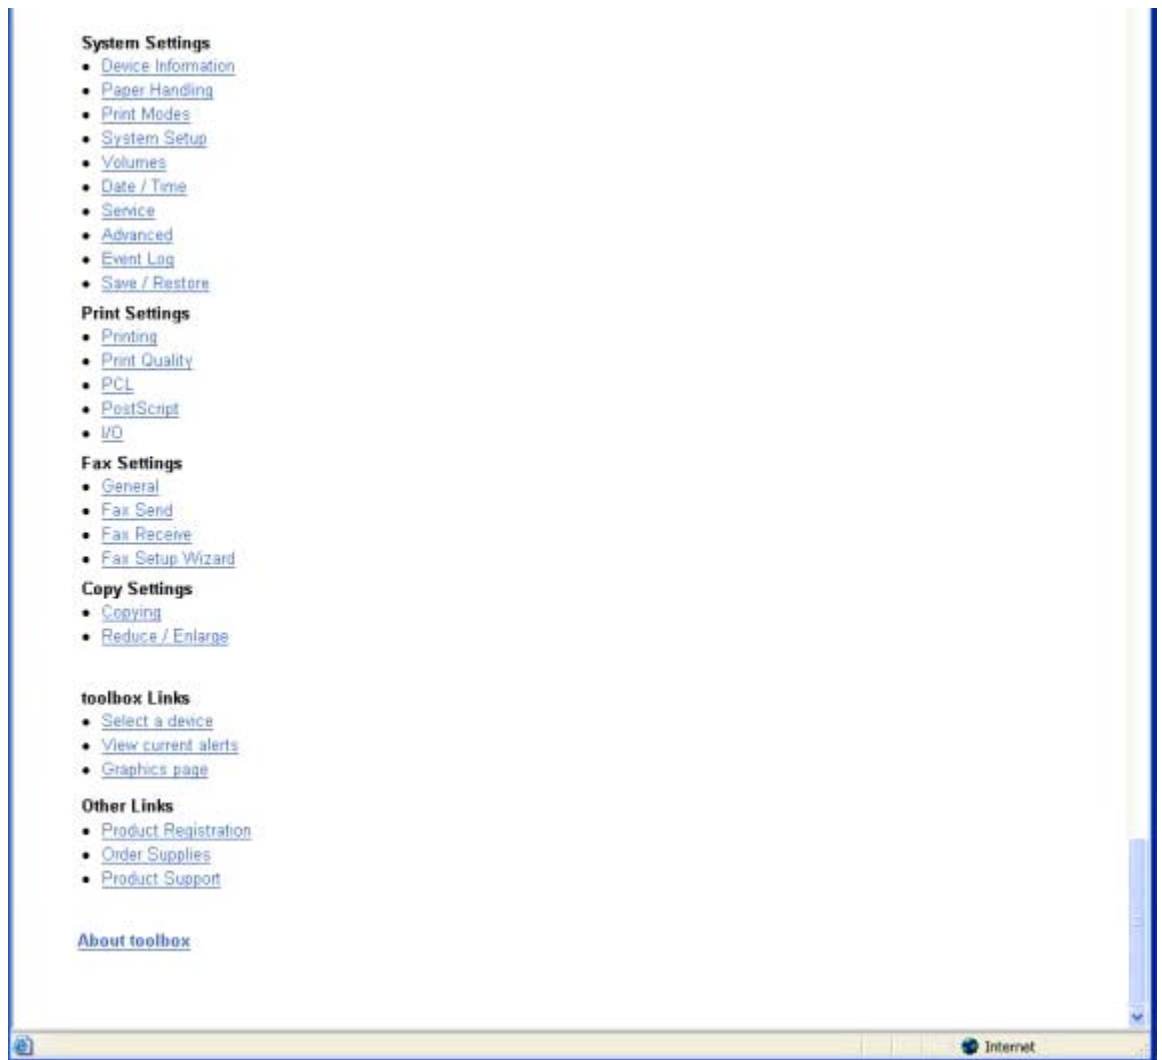 System Settings
Device Information
Paper Handling
Print Modes
System Setup
Volumes
Date / Time
Service
Advanced
Event Log
Save / Restore
Print Settings
Printing
Print Quality
PCL
PostScript
I/O
Fax Settings
General
Fax Send
Fax Receive
Fax Setup Wizard
Copy Settings
Copying
Reduce / Enlarge
toolbox Links
Select a device
View current alerts
Graphics page
Other Links
Product Registration
Order Supplies
Product Support
About toolbox
Internet